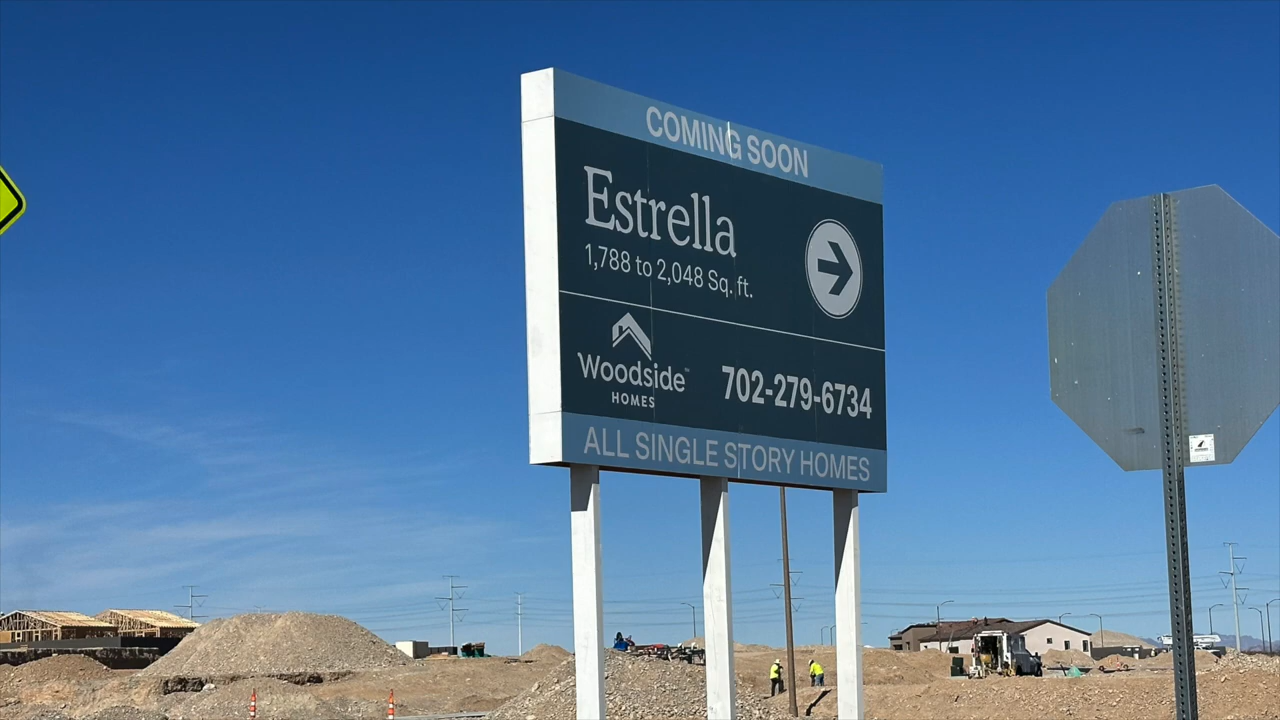 COMING SOON
Estrella
1,788 to 2,048 Sq. ft.
Woodside
HOMES
702-279-6734
ALL SINGLE STORY HOMES